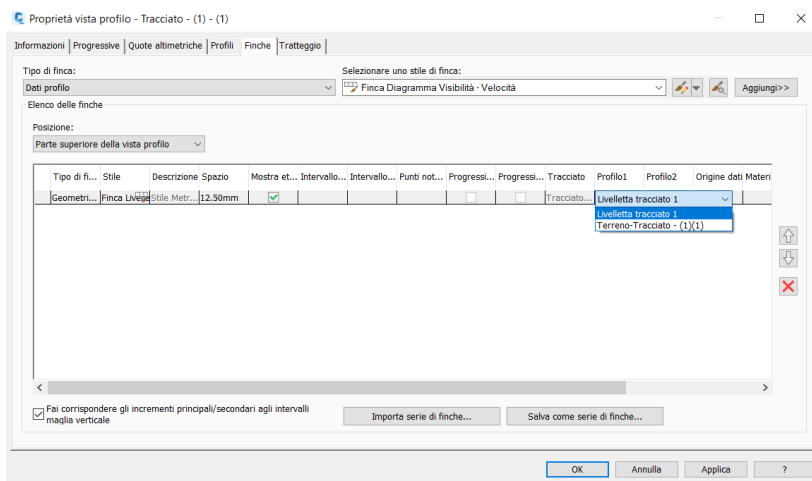 Proprietà vista profilo - Tracciato - (1) - (1)
Informazioni Progressive Quote altimetriche Profili Finche Tratteggio
Tipo di finca: Selezionare uno stile di finca:
Dati profilo Finca Diagramma Visibilità - Velocità Aggiungi>>
Elenco delle finche
Posizione:
Parte superiore della vista profilo
Tipo di fi... Stile Descrizione Spazio Mostra et... Intervallo... Intervallo... Punti not... Progressi... Progressi... Tracciato Profilo1 Profilo2 Origine dati Materi
Geometri... Finca Stile Metr... 12.50mm Tracciato... Livelletta tracciato 1
Livelletta tracciato 1
Terreno-Tracciato - (1)(1)
Fai corrispondere gli incrementi principali/secondari agli intervalli
maglia verticale
Importa serie di finche... Salva come serie di finche...
OK Annulla Applica ?